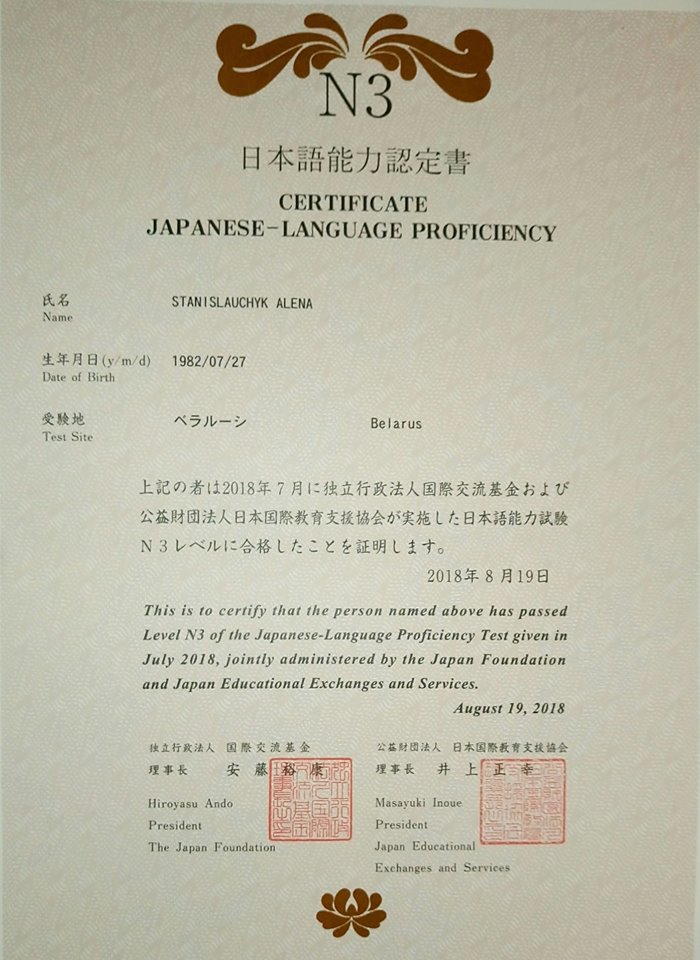 N3
日本語能力認定書
CERTIFICATE
JAPANESE-LANGUAGE PROFICIENCY
氏名 STANISLAUCHYK ALENA
Name
生年月日(y/m/d) 1982/07/27
Date of Birth
受験地 ベラルーシ Belarus
Test Site
上記の者は2018年7月に独立行政法人国際交流基金および
公益財団法人日本国際教育支援協会が実施した日本語能力試験
N3レベルに合格したことを証明します。
2018年8月19日
This is to certify that the person named above has passed
Level N3 of the Japanese-Language Proficiency Test given in
July 2018, jointly administered by the Japan Foundation
and Japan Educational Exchanges and Services.
August 19, 2018
独立行政法人 国際交流基金
理事長 安藤裕康
Hiroyasu Ando
President
The Japan Foundation
公益財団法人 日本国際教育支援協会
理事長 井上正幸
Masayuki Inoue
President
Japan Educational
Exchanges and Services